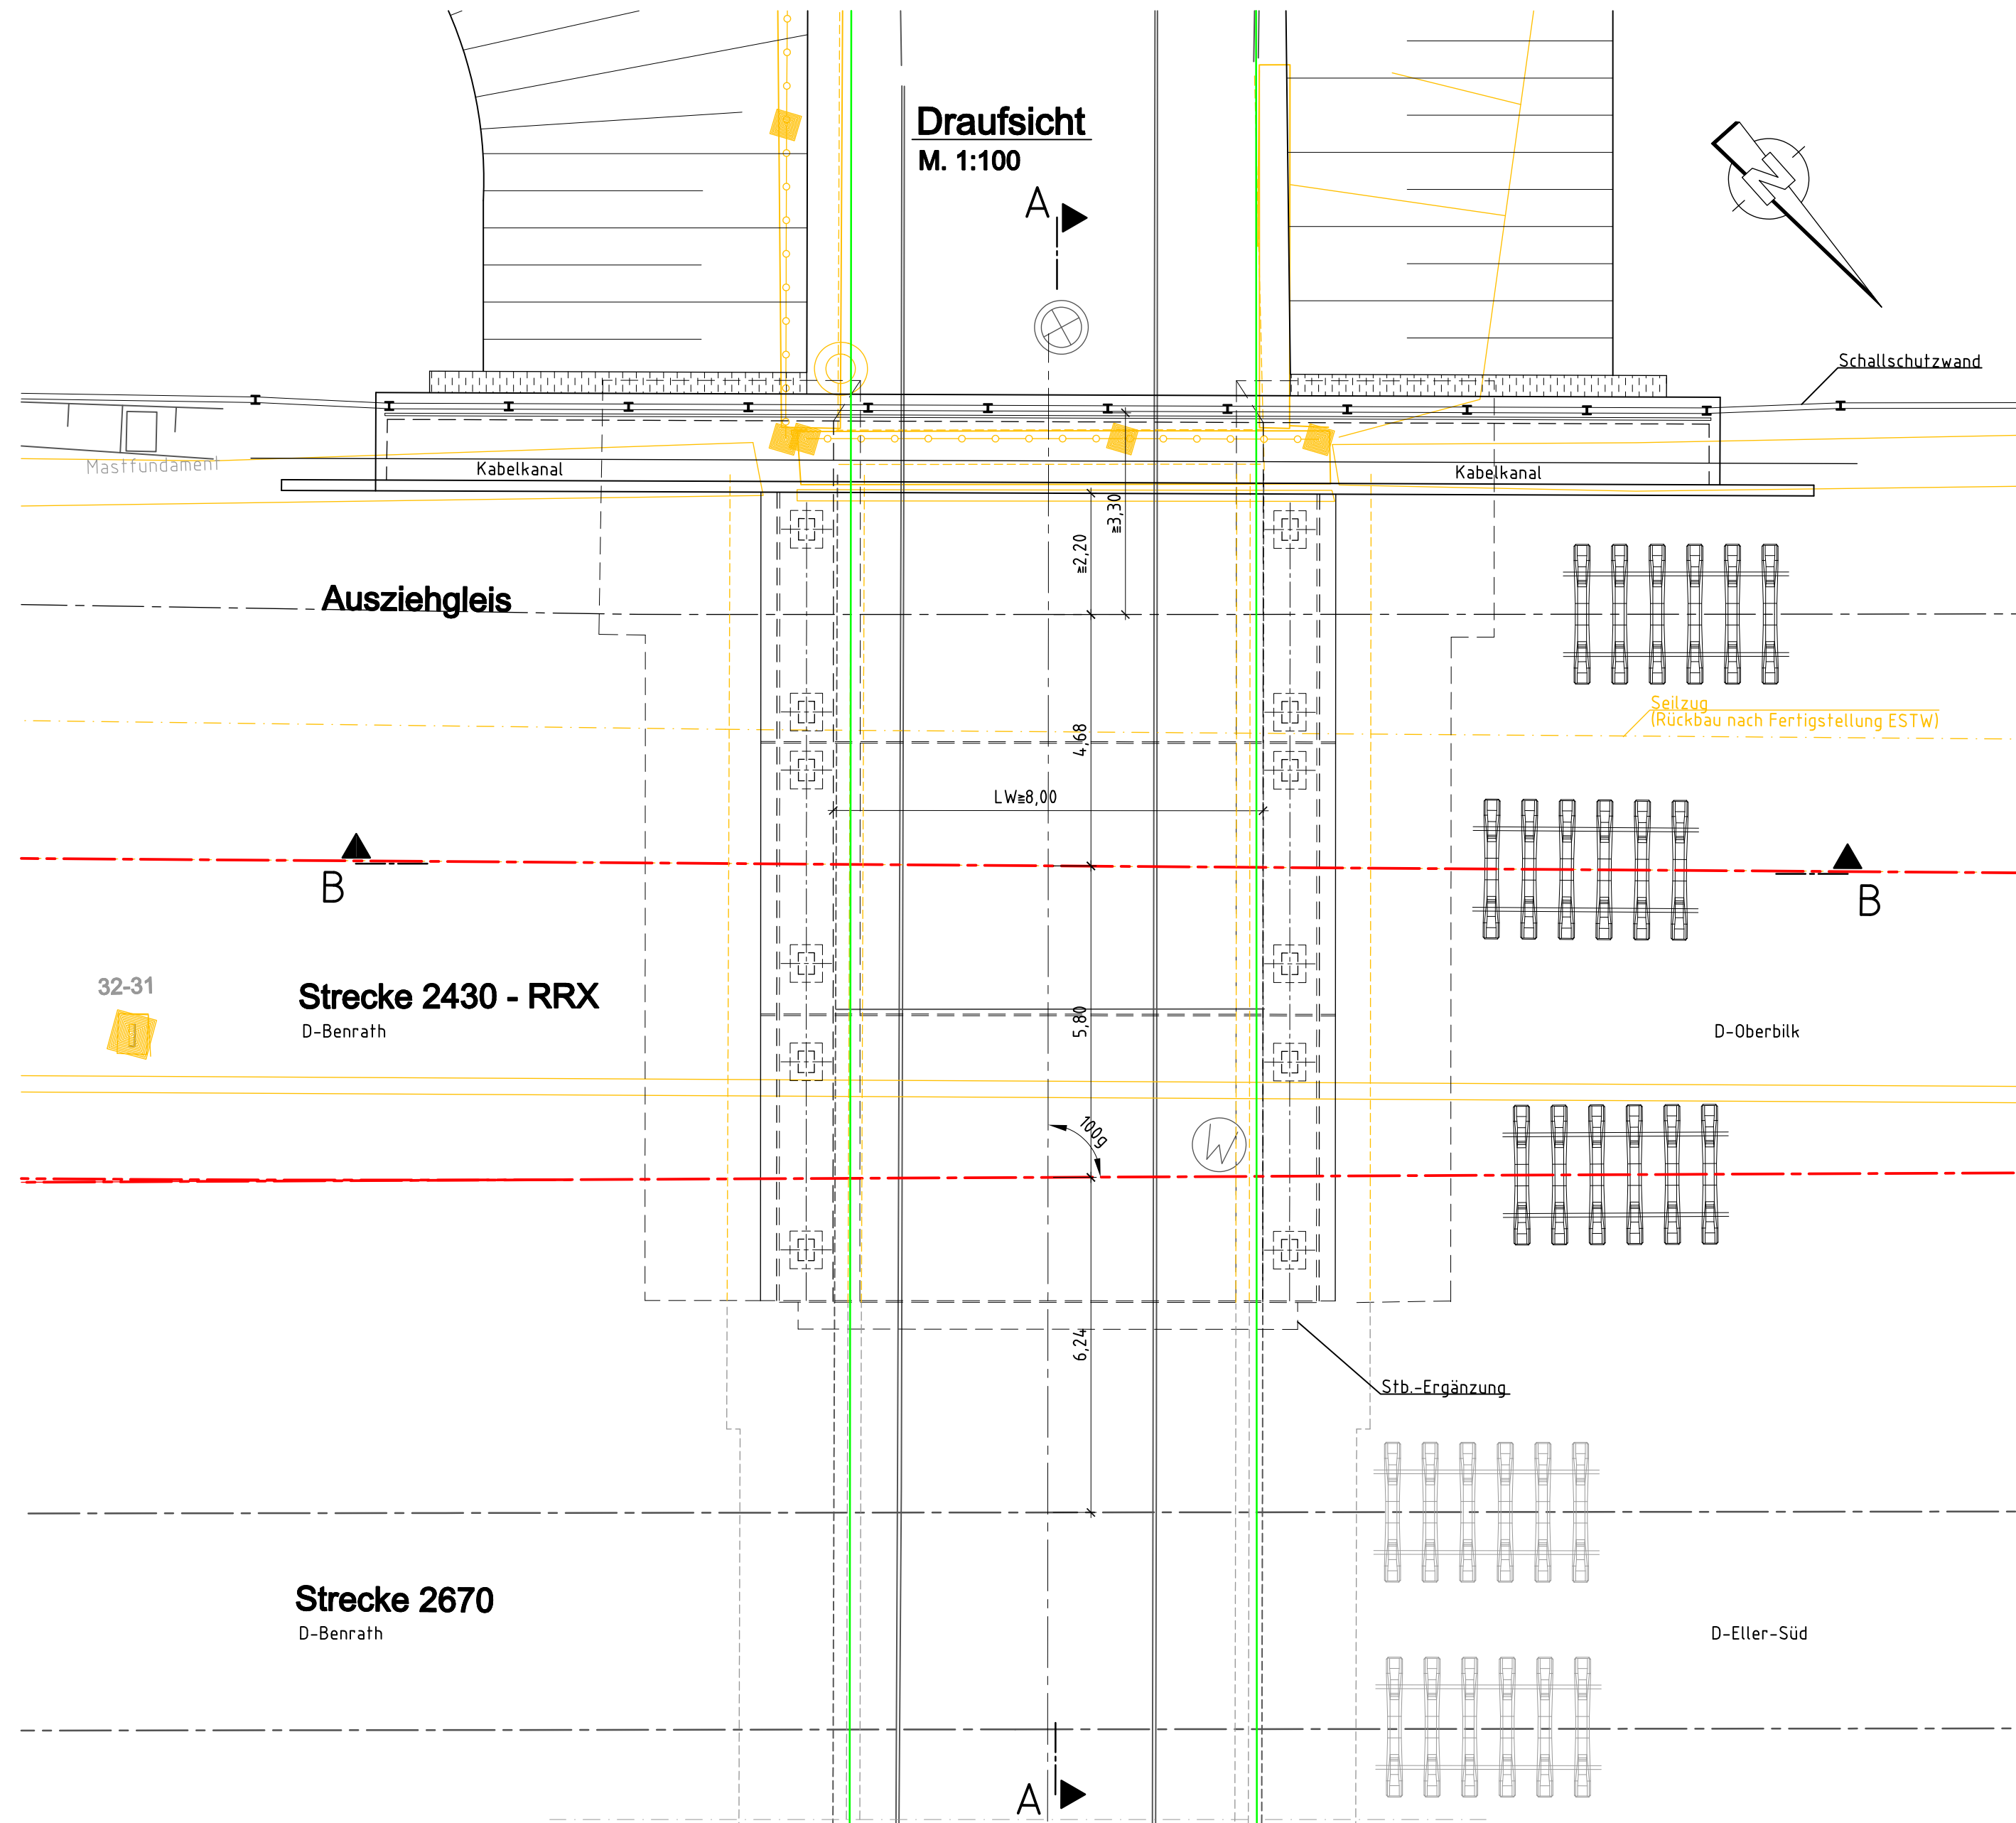 Draufsicht
M. 1:100
A
N
Schallschutzwand
Mastfundament
Kabelkanal
Kabelkanal
≧3,30
≧2,20
Ausziehgleis
Seilzug
(Rückbau nach Fertigstellung ESTW)
4,68
LW≧8,00
B
B
32-31
Strecke 2430 - RRX
D-Benrath
5,80
D-Oberbilk
100g
W
6,24
Stb.-Ergänzung
Strecke 2670
D-Benrath
D-Eller-Süd
A